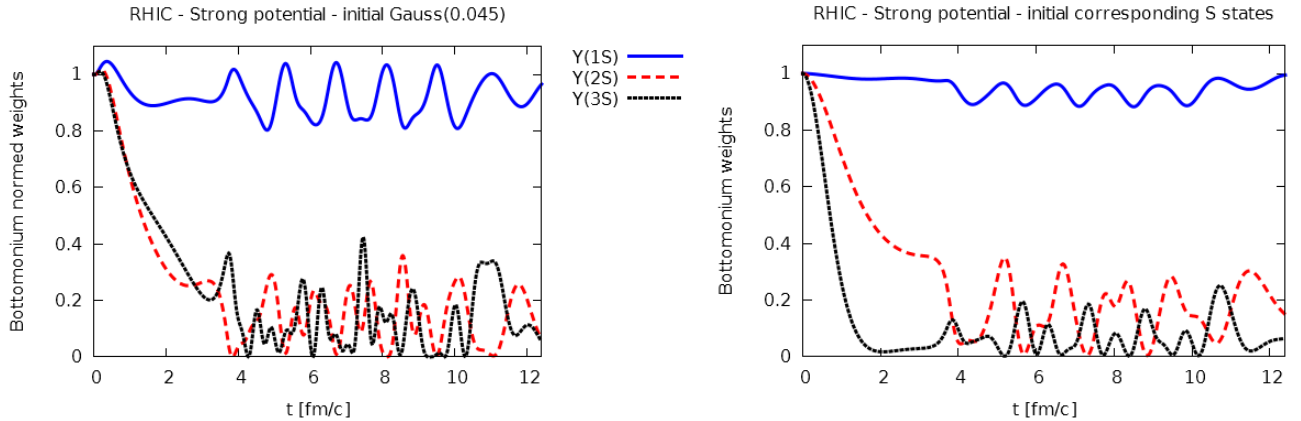 RHIC - Strong potential - initial Gauss(0.045)
Bottomonium normed weights
1
0.8
0.6
0.4
0.2
0
0 2 4 6 8 10 12
t [fm/c]
Y(1S)
Y(2S)
Y(3S)
RHIC - Strong potential - initial corresponding S states
Bottomonium weights
1
0.8
0.6
0.4
0.2
0
0 2 4 6 8 10 12
t [fm/c]